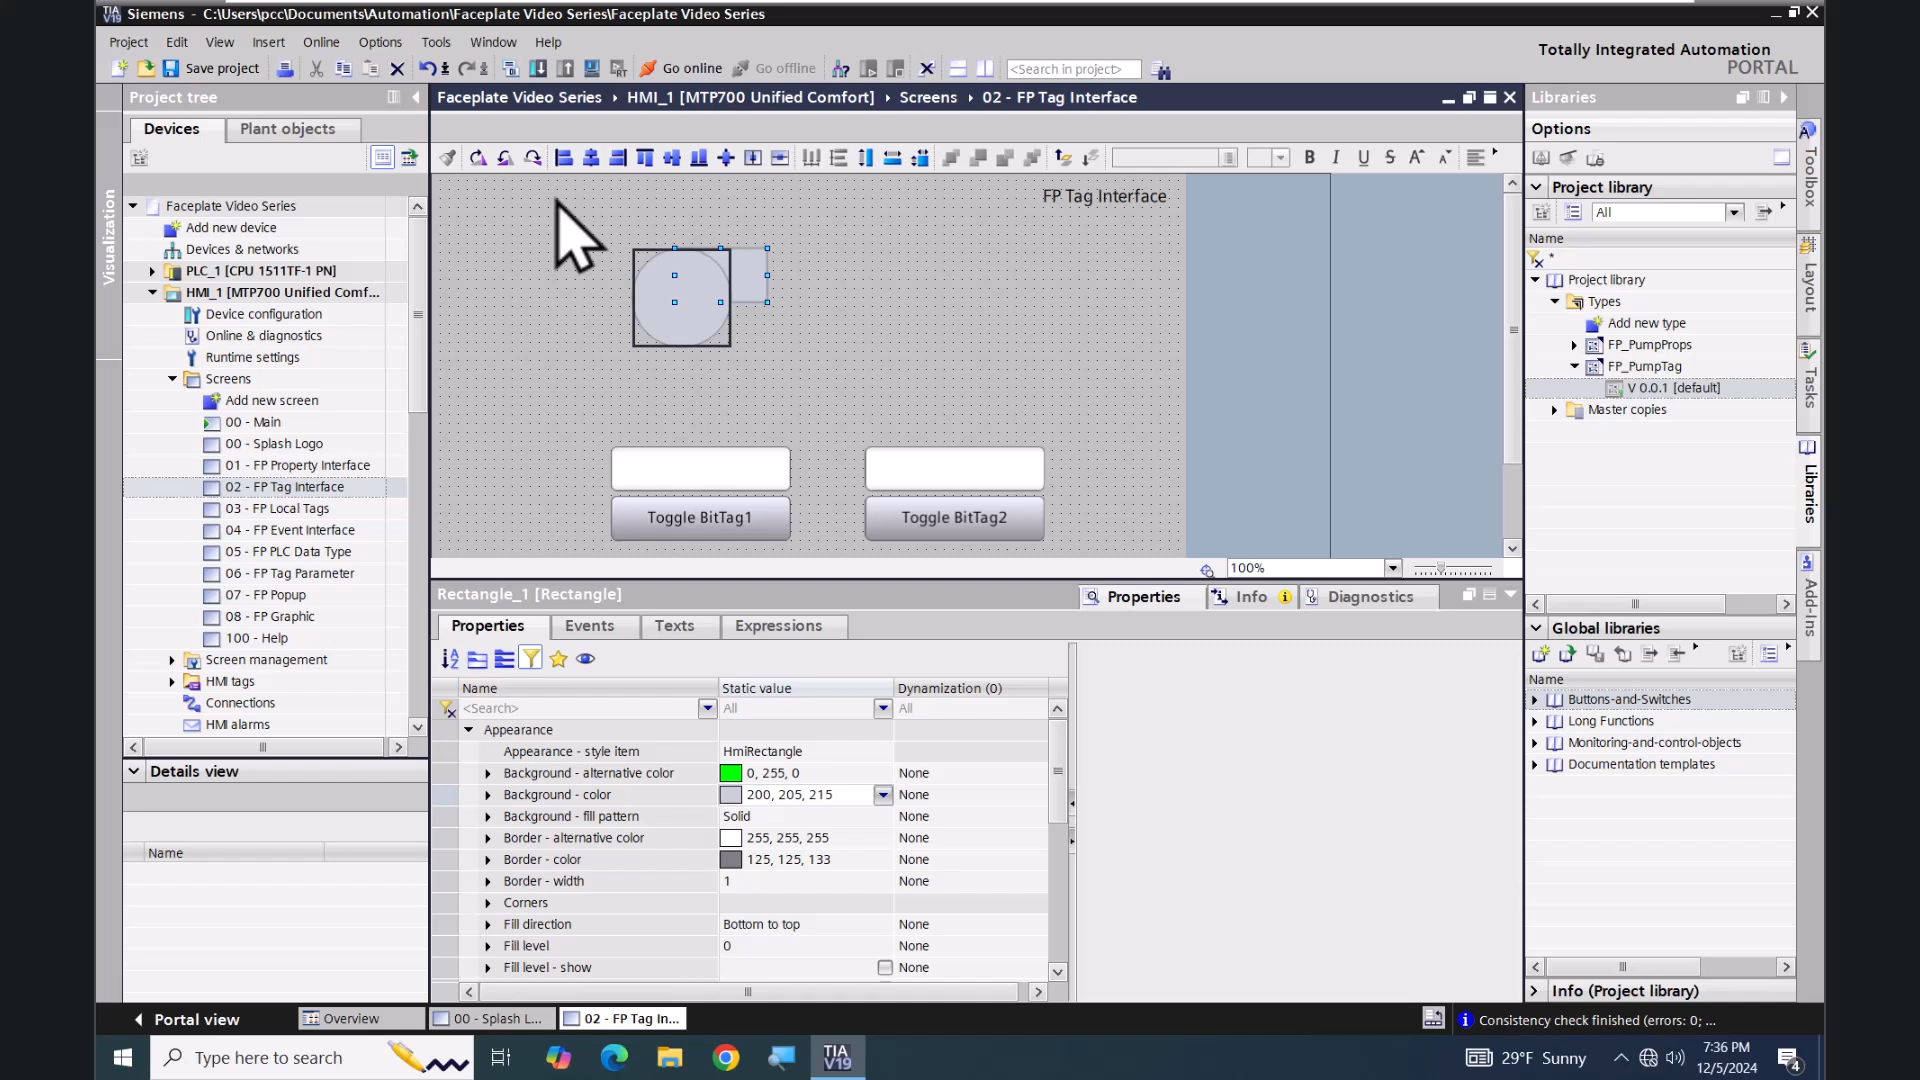 TIA
V19
Siemens - C:\Users\pcc\Documents\Automation\Faceplate Video Series\Faceplate Video Series
Project Edit View Insert Online Options Tools Window Help
Totally Integrated Automation
PORTAL
Save project
Go online
Go offline
<Search in project>
Project tree
Faceplate Video Series
HMI_1 [MTP700 Unified Comfort]
Screens
02 - FP Tag Interface
Libraries
Devices
Plant objects
Options
B I U S A A
Visualization
Faceplate Video Series
Add new device
Devices & networks
PLC_1 [CPU 1511TF-1 PN]
HMI_1 [MTP700 Unified Comf...
Device configuration
Online & diagnostics
Runtime settings
Screens
Add new screen
00 - Main
00 - Splash Logo
01 - FP Property Interface
02 - FP Tag Interface
03 - FP Local Tags
04 - FP Event Interface
05 - FP PLC Data Type
06 - FP Tag Parameter
07 - FP Popup
08 - FP Graphic
100 - Help
Screen management
HMI tags
Connections
HMI alarms
Details view
Name
FP Tag Interface
Toggle BitTag1
Toggle BitTag2
100%
Rectangle_1 [Rectangle]
Properties
Info
Diagnostics
Properties Events Texts Expressions
Name Static value Dynamization (0)
<Search> All All
Appearance
Appearance - style item HmiRectangle
Background - alternative color 0, 255, 0 None
Background - color 200, 205, 215 None
Background - fill pattern Solid None
Border - alternative color 255, 255, 255 None
Border - color 125, 125, 133 None
Border - width 1 None
Corners
Fill direction Bottom to top None
Fill level 0 None
Fill level - show None
Project library
All
Name
*
Project library
Types
Add new type
FP_PumpProps
FP_PumpTag
V 0.0.1 [default]
Master copies
Global libraries
Name
Buttons-and-Switches
Long Functions
Monitoring-and-control-objects
Documentation templates
Info (Project library)
Toolbox
Layout
Tasks
Libraries
Add-Ins
Portal view
Overview
00 - Splash L...
02 - FP Tag In...
Consistency check finished (errors: 0; ...
Type here to search
TIA
V19
29°F Sunny
7:36 PM
12/5/2024
4